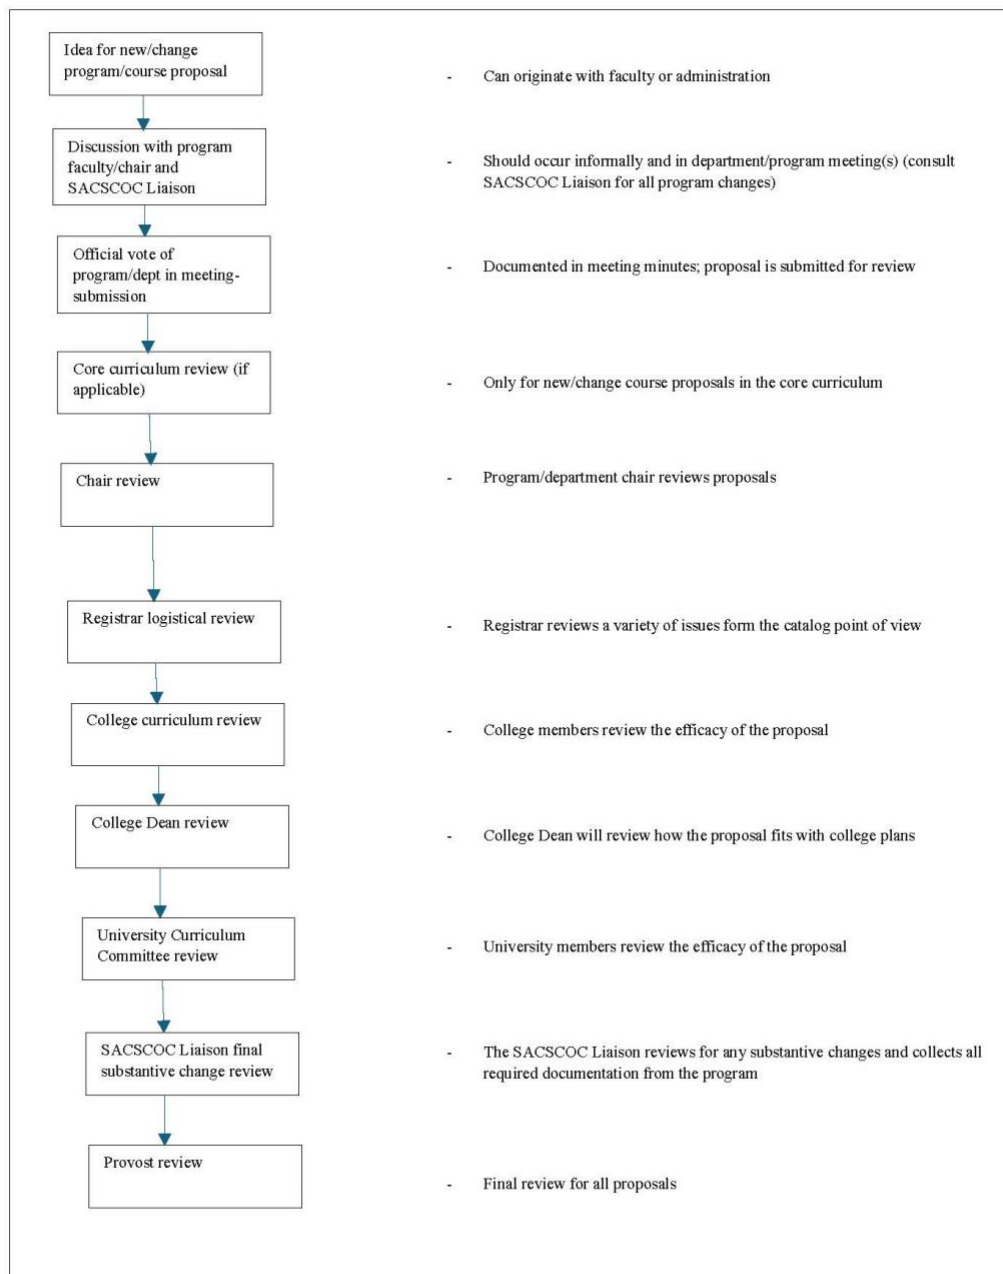 Idea for new/change
program/course proposal
- Can originate with faculty or administration
Discussion with program
faculty/chair and
SACSCOC Liaison
- Should occur informally and in department/program meeting(s) (consult
SACSCOC Liaison for all program changes)
Official vote of
program/dept in meeting-
submission
- Documented in meeting minutes; proposal is submitted for review
Core curriculum review (if
applicable)
- Only for new/change course proposals in the core curriculum
Chair review
- Program/department chair reviews proposals
Registrar logistical review
- Registrar reviews a variety of issues form the catalog point of view
College curriculum review
- College members review the efficacy of the proposal
College Dean review
- College Dean will review how the proposal fits with college plans
University Curriculum
Committee review
- University members review the efficacy of the proposal
SACSCOC Liaison final
substantive change review
- The SACSCOC Liaison reviews for any substantive changes and collects all
required documentation from the program
Provost review
- Final review for all proposals